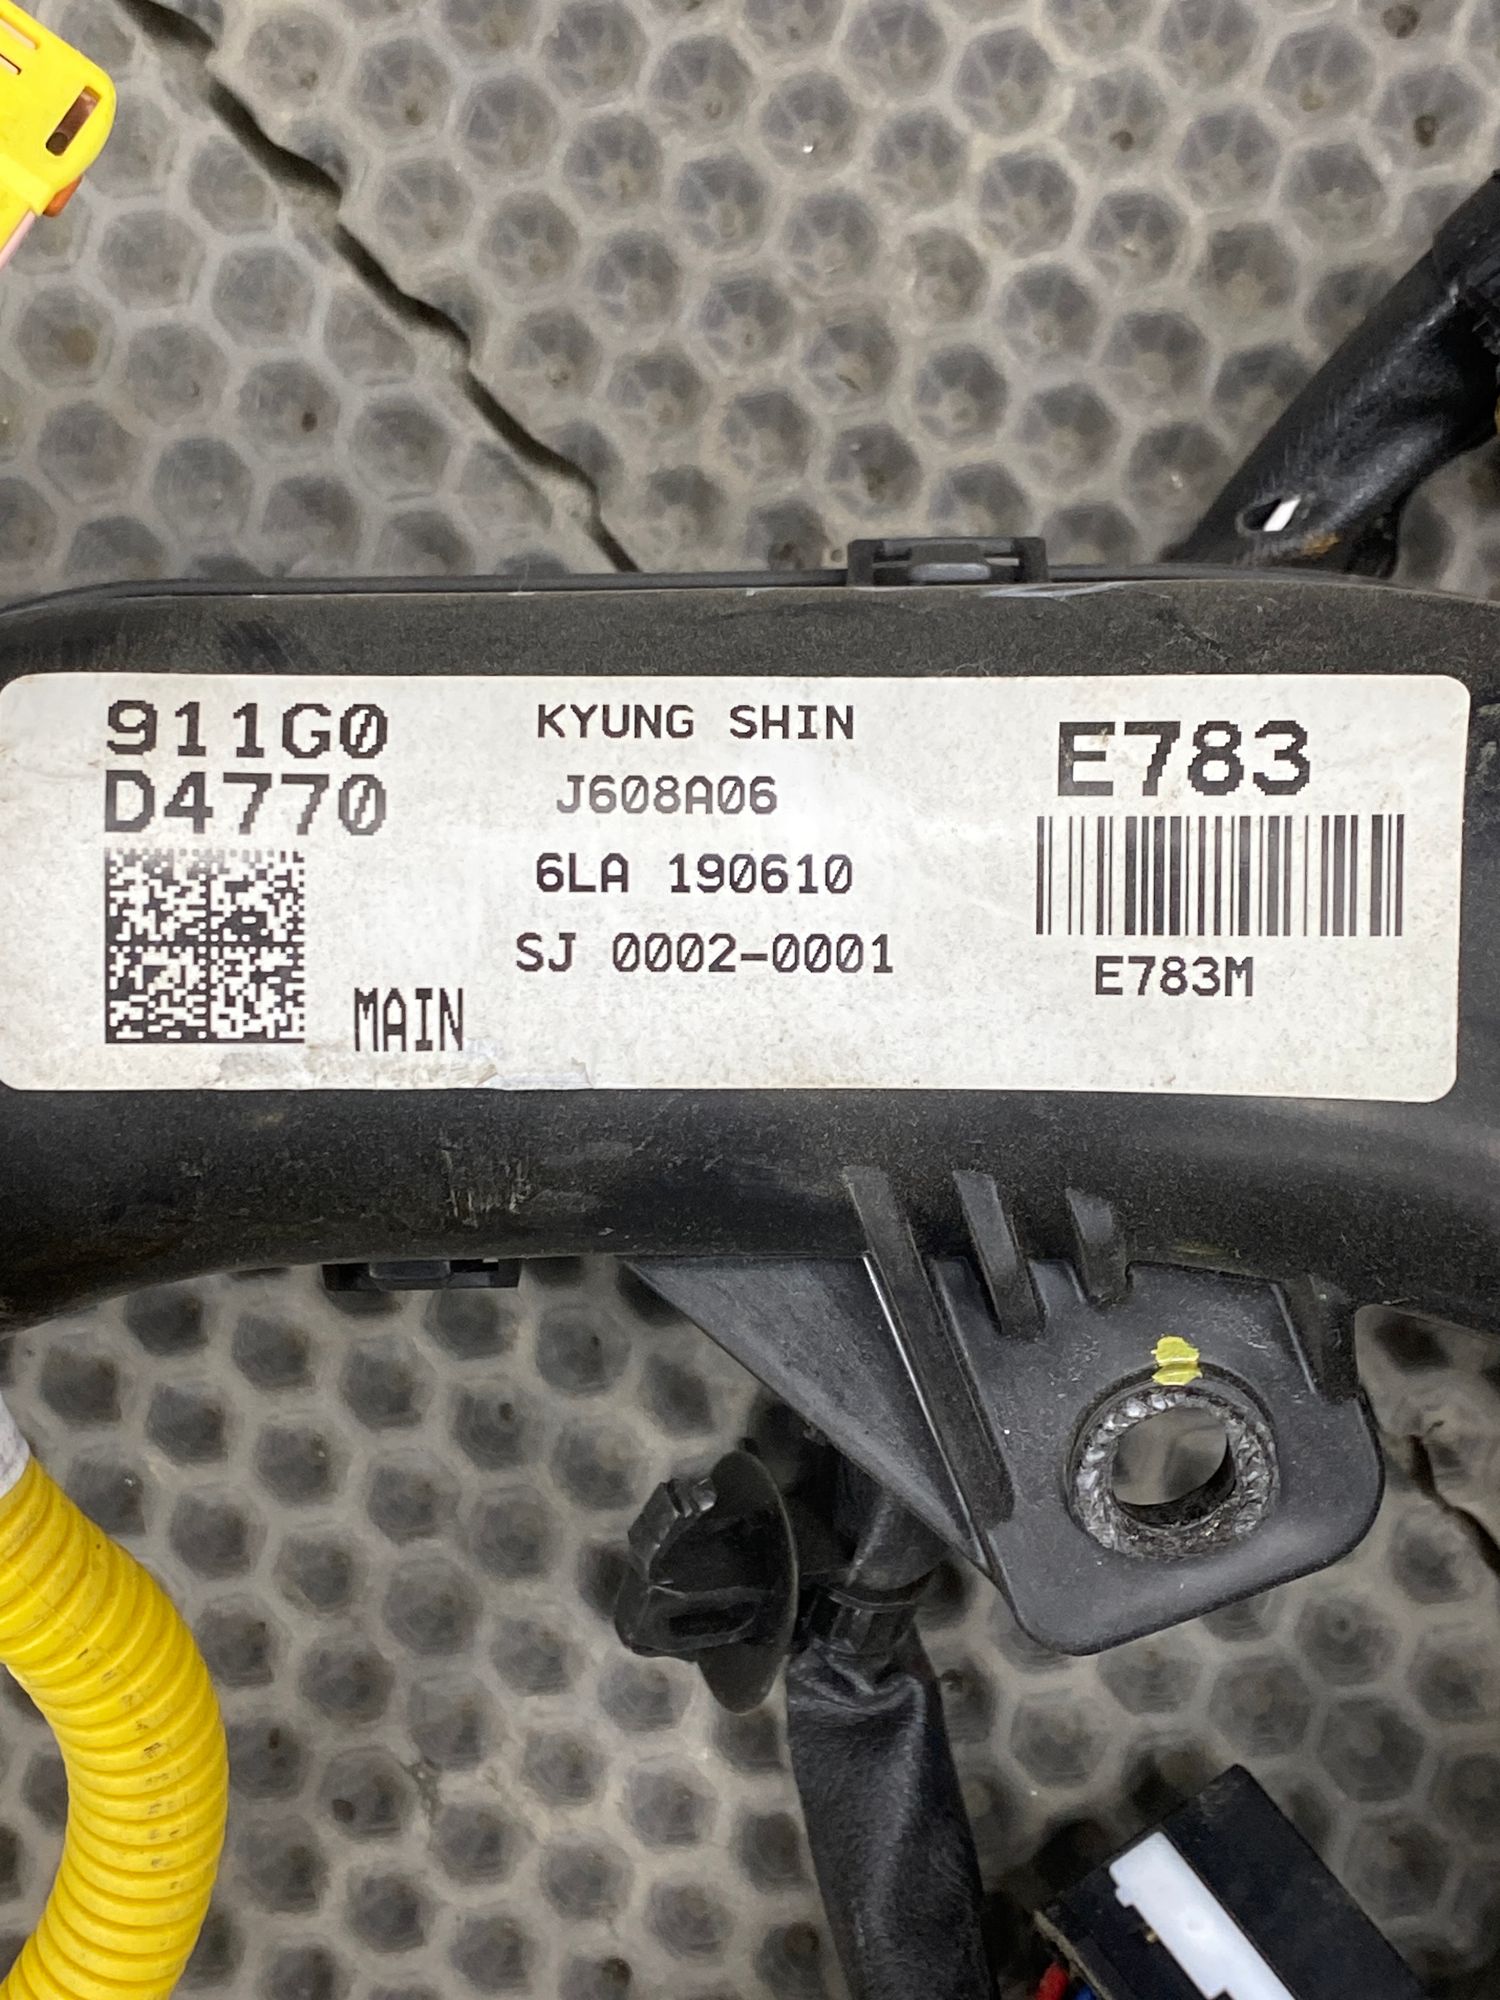 911G0
D4770
MAIN
KYUNG SHIN
J608A06
6LA 190610
SJ 0002-0001
E783
E783M